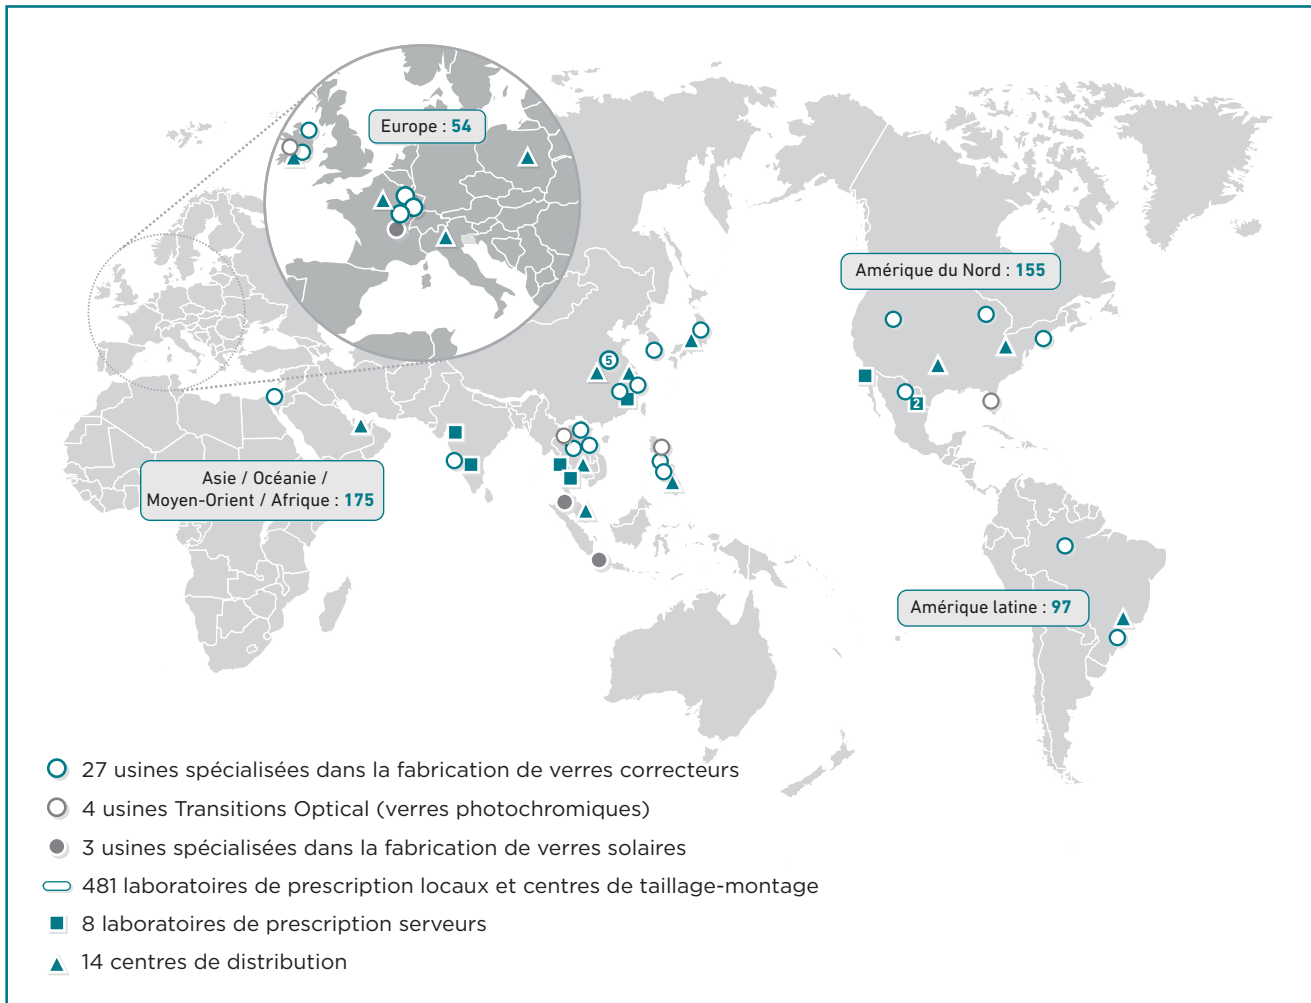 Europe : 54
Amérique du Nord : 155
5
2
Asie / Océanie /
Moyen-Orient / Afrique : 175
Amérique latine : 97
27 usines spécialisées dans la fabrication de verres correcteurs
4 usines Transitions Optical (verres photochromiques)
3 usines spécialisées dans la fabrication de verres solaires
481 laboratoires de prescription locaux et centres de taillage-montage
8 laboratoires de prescription serveurs
14 centres de distribution